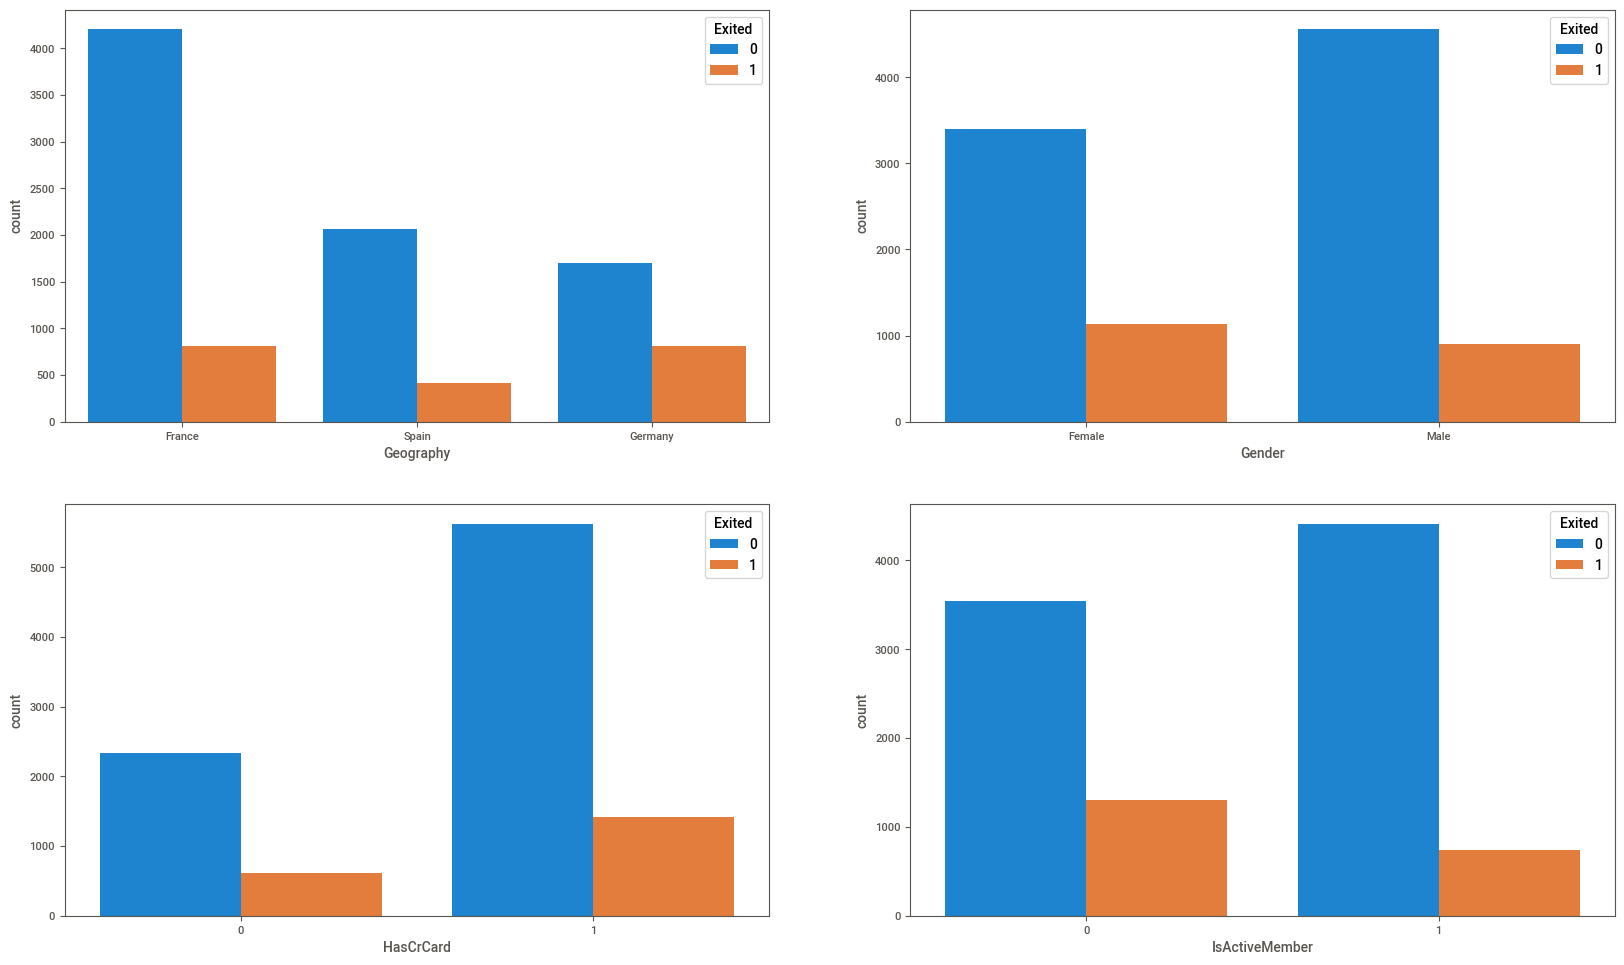 Exited
0
1
4000
3500
3000
2500
2000
1500
1000
500
0
count
France Spain Germany
Geography
Exited
0
1
4000
3000
2000
1000
0
count
Female Male
Gender
Exited
0
1
5000
4000
3000
2000
1000
0
count
0 1
HasCrCard
Exited
0
1
4000
3000
2000
1000
0
count
0 1
IsActiveMember